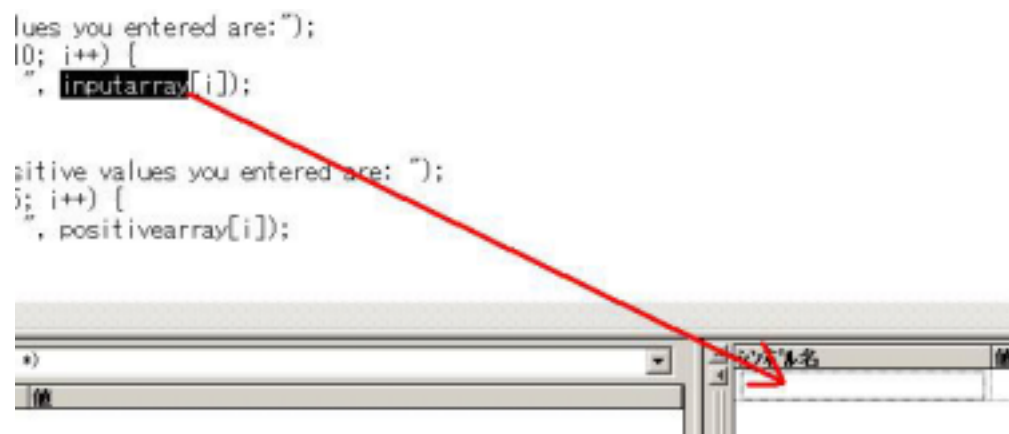 lues you entered are:");
10; i++) {
", inputarray[i]);
sitive values you entered are: ");
5; i++) {
", positivearray[i]);
*)
シンボル名
値
値